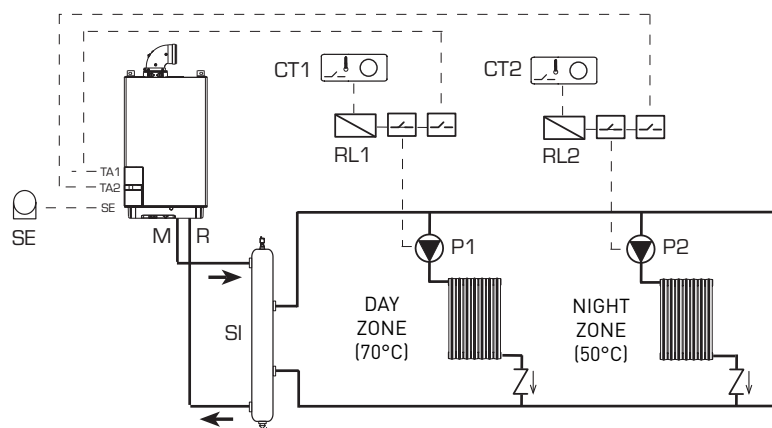 CT1
CT2
RL1
RL2
TA1
TA2
SE
SE
M R
P1
P2
SI
DAY
ZONE
(70°C)
NIGHT
ZONE
(50°C)